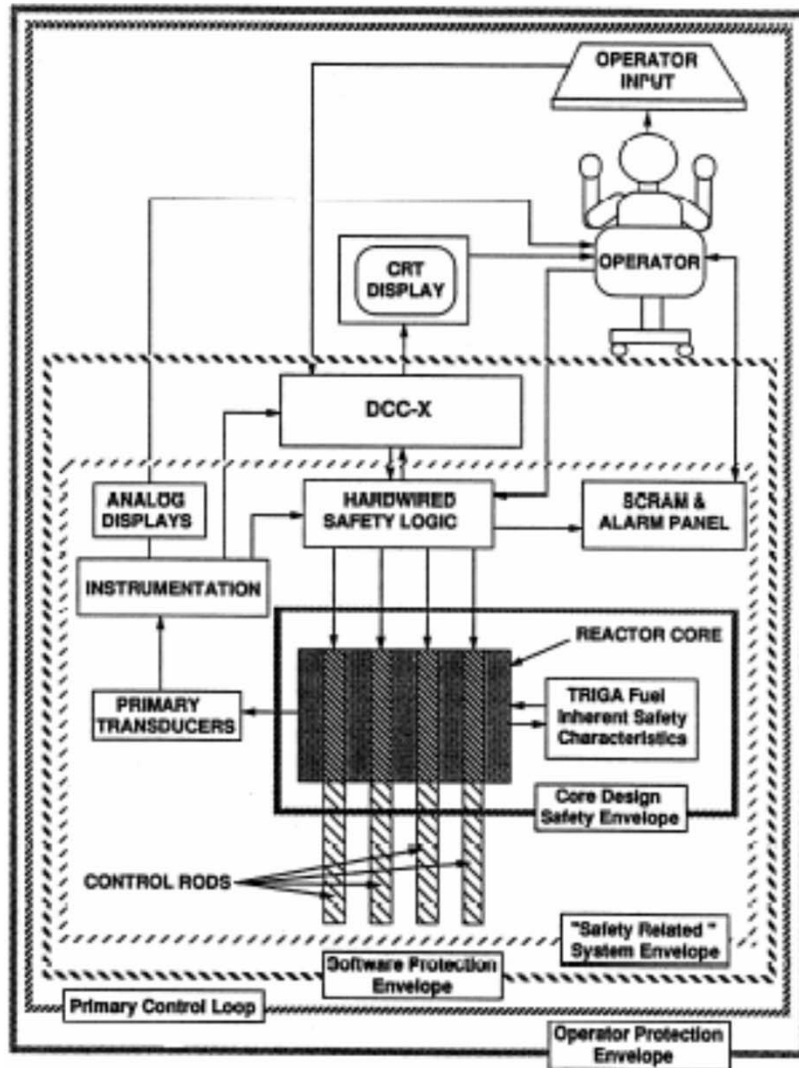 OPERATOR
INPUT
OPERATOR
CRT
DISPLAY
DCC-X
ANALOG
DISPLAYS
HARDWIRED
SAFETY LOGIC
SCRAM &
ALARM PANEL
INSTRUMENTATION
REACTOR CORE
PRIMARY
TRANSDUCERS
TRIGA Fuel
Inherent Safety
Characteristics
Core Design
Safety Envelope
CONTROL RODS
"Safety Related "
System Envelope
Software Protection
Envelope
Primary Control Loop
Operator Protection
Envelope